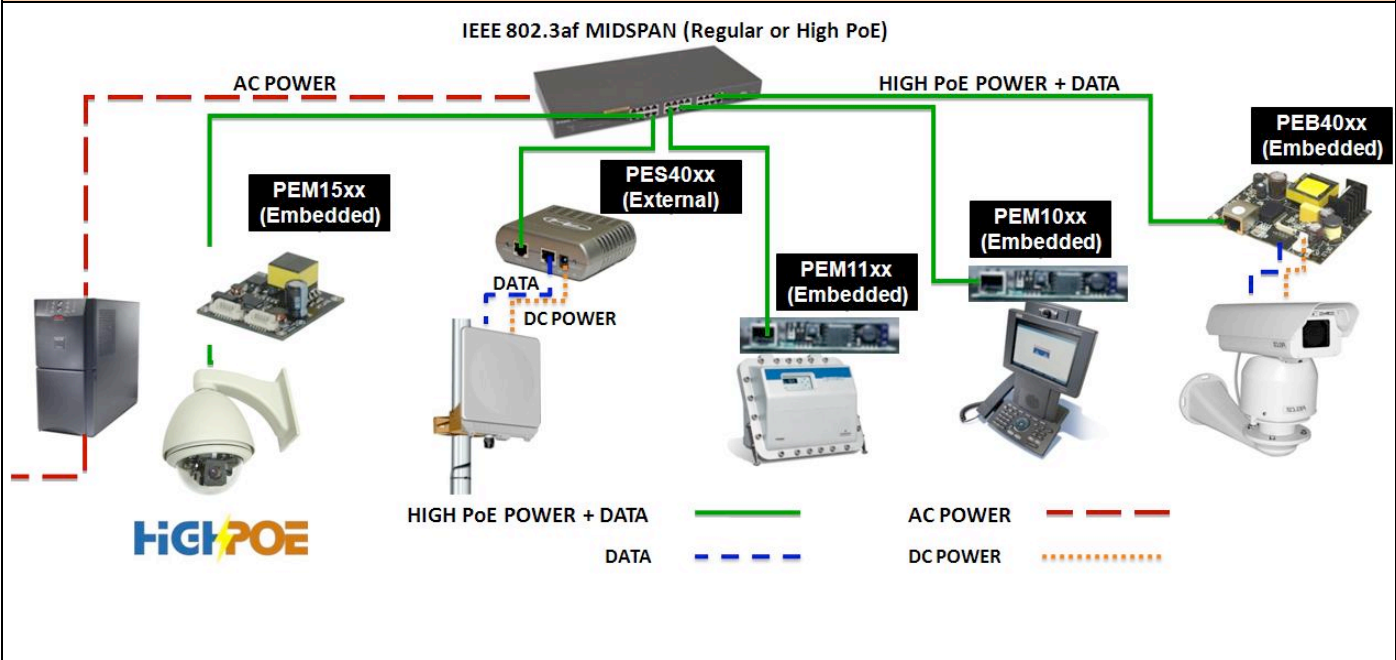 IEEE 802.3af MIDSPAN (Regular or High PoE)
AC POWER
HIGH PoE POWER + DATA
PEM15xx
(Embedded)
PES40xx
(External)
PEM11xx
(Embedded)
PEM10xx
(Embedded)
PEB40xx
(Embedded)
DATA
DC POWER
HIGH PoE POWER + DATA
AC POWER
DATA
DC POWER
HiGHPOE